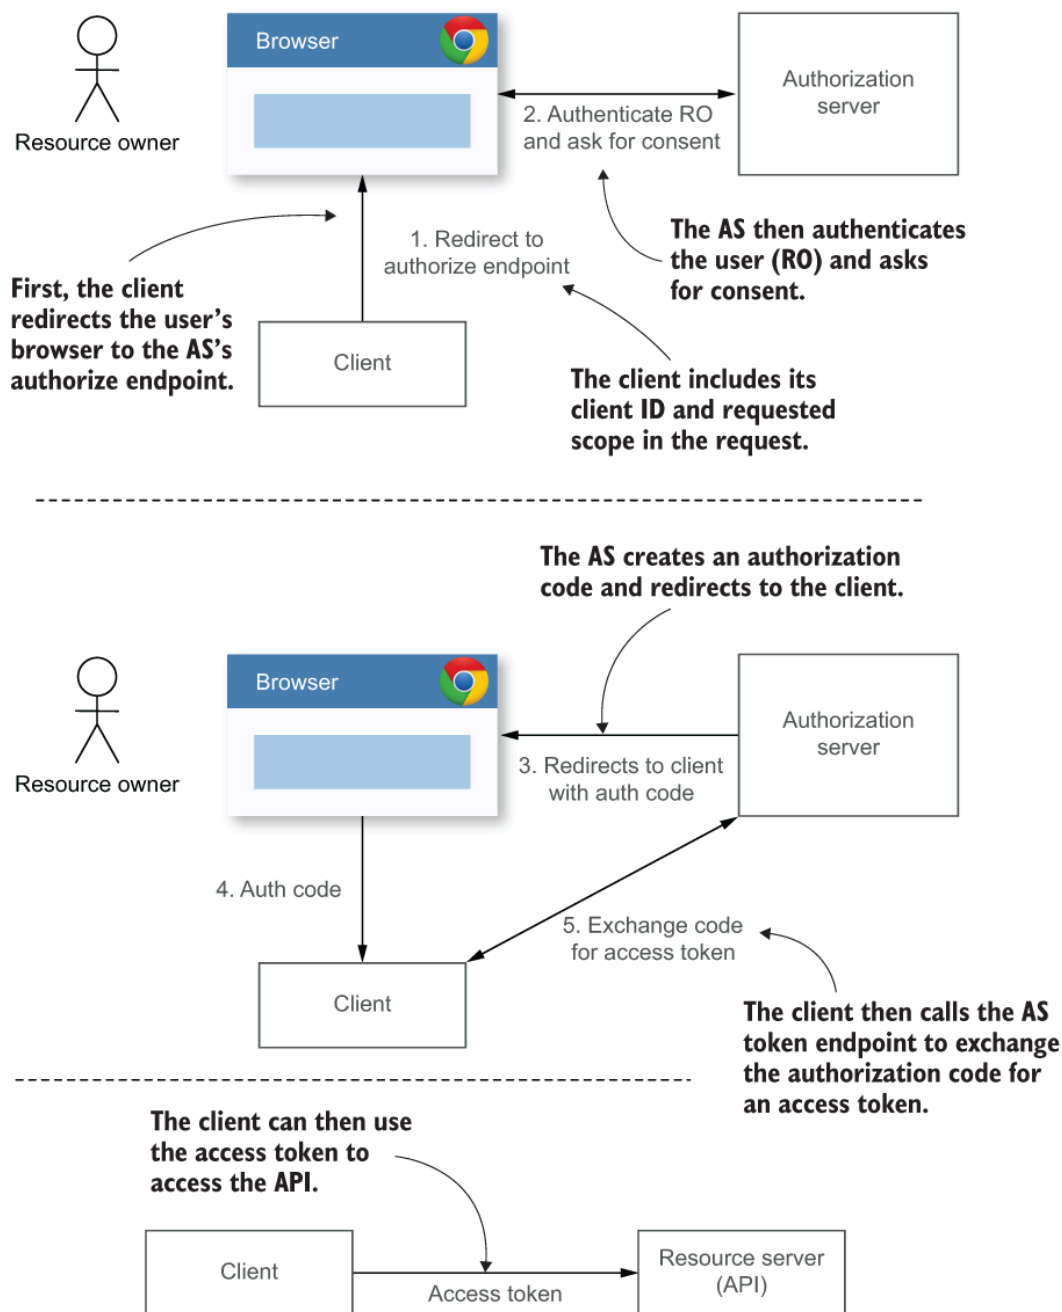 Browser
Authorization
server
Resource owner
2. Authenticate RO
and ask for consent
The AS then authenticates
the user (RO) and asks
for consent.
1. Redirect to
authorize endpoint
First, the client
redirects the user's
browser to the AS's
authorize endpoint.
Client
The client includes its
client ID and requested
scope in the request.
The AS creates an authorization
code and redirects to the client.
Browser
Authorization
server
Resource owner
3. Redirects to client
with auth code
4. Auth code
5. Exchange code
for access token
Client
The client then calls the AS
token endpoint to exchange
the authorization code for
an access token.
The client can then use
the access token to
access the API.
Client
Access token
Resource server
(API)